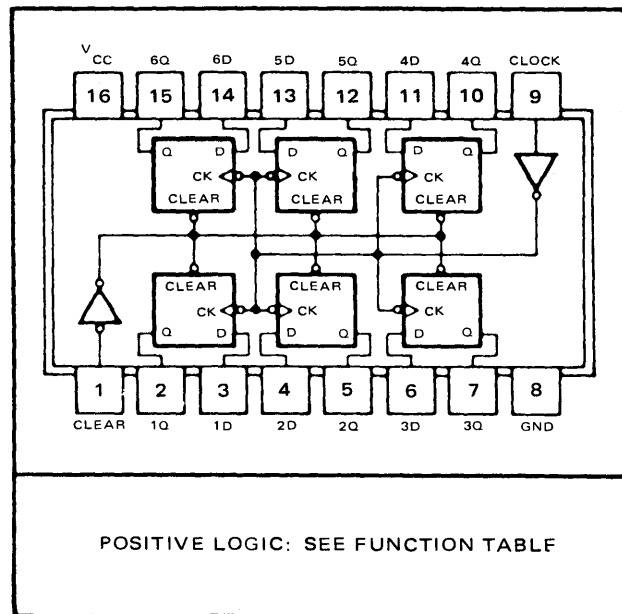 VCC 6Q 6D 5D 5Q 4D 4Q CLOCK
16 15 14 13 12 11 10 9
Q D D Q D Q
CK CK CK
CLEAR CLEAR CLEAR
CLEAR CLEAR CLEAR
CK CK CK
Q D D Q D Q
1 2 3 4 5 6 7 8
CLEAR 1Q 1D 2D 2Q 3D 3Q GND
POSITIVE LOGIC: SEE FUNCTION TABLE